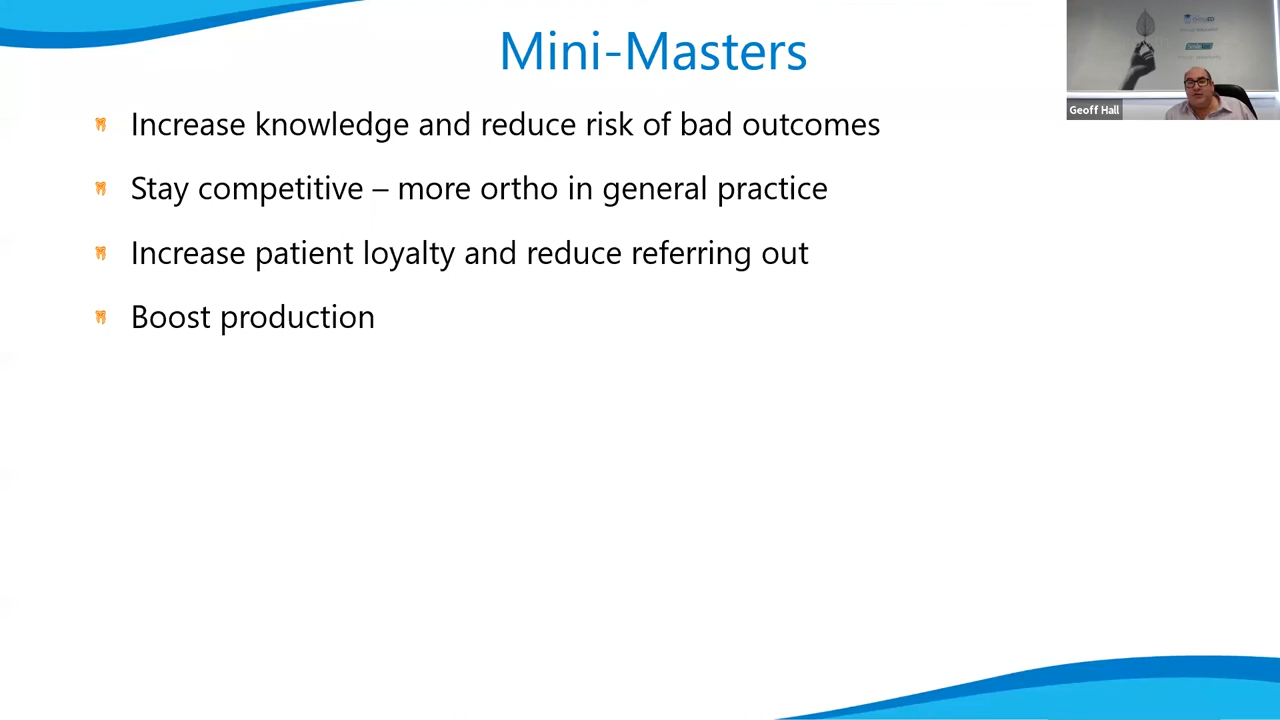 Mini-Masters
Increase knowledge and reduce risk of bad outcomes
Stay competitive – more ortho in general practice
Increase patient loyalty and reduce referring out
Boost production
Geoff Hall